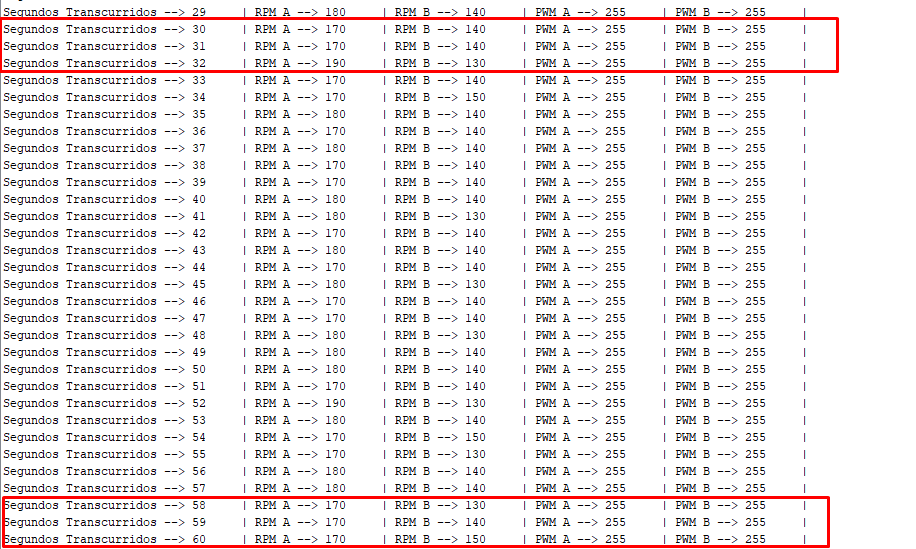 Segundos Transcurridos --> 29 | RPM A --> 180 | RPM B --> 140 | PWM A --> 255 | PWM B --> 255 |
Segundos Transcurridos --> 30 | RPM A --> 170 | RPM B --> 140 | PWM A --> 255 | PWM B --> 255 |
Segundos Transcurridos --> 31 | RPM A --> 170 | RPM B --> 140 | PWM A --> 255 | PWM B --> 255 |
Segundos Transcurridos --> 32 | RPM A --> 190 | RPM B --> 130 | PWM A --> 255 | PWM B --> 255 |
Segundos Transcurridos --> 33 | RPM A --> 170 | RPM B --> 140 | PWM A --> 255 | PWM B --> 255 |
Segundos Transcurridos --> 34 | RPM A --> 170 | RPM B --> 150 | PWM A --> 255 | PWM B --> 255 |
Segundos Transcurridos --> 35 | RPM A --> 180 | RPM B --> 140 | PWM A --> 255 | PWM B --> 255 |
Segundos Transcurridos --> 36 | RPM A --> 170 | RPM B --> 140 | PWM A --> 255 | PWM B --> 255 |
Segundos Transcurridos --> 37 | RPM A --> 180 | RPM B --> 140 | PWM A --> 255 | PWM B --> 255 |
Segundos Transcurridos --> 38 | RPM A --> 170 | RPM B --> 140 | PWM A --> 255 | PWM B --> 255 |
Segundos Transcurridos --> 39 | RPM A --> 170 | RPM B --> 140 | PWM A --> 255 | PWM B --> 255 |
Segundos Transcurridos --> 40 | RPM A --> 180 | RPM B --> 140 | PWM A --> 255 | PWM B --> 255 |
Segundos Transcurridos --> 41 | RPM A --> 180 | RPM B --> 130 | PWM A --> 255 | PWM B --> 255 |
Segundos Transcurridos --> 42 | RPM A --> 170 | RPM B --> 140 | PWM A --> 255 | PWM B --> 255 |
Segundos Transcurridos --> 43 | RPM A --> 180 | RPM B --> 140 | PWM A --> 255 | PWM B --> 255 |
Segundos Transcurridos --> 44 | RPM A --> 170 | RPM B --> 140 | PWM A --> 255 | PWM B --> 255 |
Segundos Transcurridos --> 45 | RPM A --> 180 | RPM B --> 130 | PWM A --> 255 | PWM B --> 255 |
Segundos Transcurridos --> 46 | RPM A --> 170 | RPM B --> 140 | PWM A --> 255 | PWM B --> 255 |
Segundos Transcurridos --> 47 | RPM A --> 170 | RPM B --> 140 | PWM A --> 255 | PWM B --> 255 |
Segundos Transcurridos --> 48 | RPM A --> 180 | RPM B --> 130 | PWM A --> 255 | PWM B --> 255 |
Segundos Transcurridos --> 49 | RPM A --> 180 | RPM B --> 140 | PWM A --> 255 | PWM B --> 255 |
Segundos Transcurridos --> 50 | RPM A --> 180 | RPM B --> 140 | PWM A --> 255 | PWM B --> 255 |
Segundos Transcurridos --> 51 | RPM A --> 170 | RPM B --> 140 | PWM A --> 255 | PWM B --> 255 |
Segundos Transcurridos --> 52 | RPM A --> 190 | RPM B --> 130 | PWM A --> 255 | PWM B --> 255 |
Segundos Transcurridos --> 53 | RPM A --> 180 | RPM B --> 140 | PWM A --> 255 | PWM B --> 255 |
Segundos Transcurridos --> 54 | RPM A --> 170 | RPM B --> 150 | PWM A --> 255 | PWM B --> 255 |
Segundos Transcurridos --> 55 | RPM A --> 170 | RPM B --> 130 | PWM A --> 255 | PWM B --> 255 |
Segundos Transcurridos --> 56 | RPM A --> 180 | RPM B --> 140 | PWM A --> 255 | PWM B --> 255 |
Segundos Transcurridos --> 57 | RPM A --> 180 | RPM B --> 140 | PWM A --> 255 | PWM B --> 255 |
Segundos Transcurridos --> 58 | RPM A --> 170 | RPM B --> 130 | PWM A --> 255 | PWM B --> 255 |
Segundos Transcurridos --> 59 | RPM A --> 170 | RPM B --> 140 | PWM A --> 255 | PWM B --> 255 |
Segundos Transcurridos --> 60 | RPM A --> 170 | RPM B --> 150 | PWM A --> 255 | PWM B --> 255 |